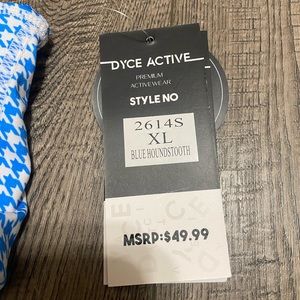 DYCE ACTIVE
PREMIUM
ACTIVEWEAR
STYLE NO
2614S
XL
BLUE HOUNDSTOOTH
MSRP:$49.99